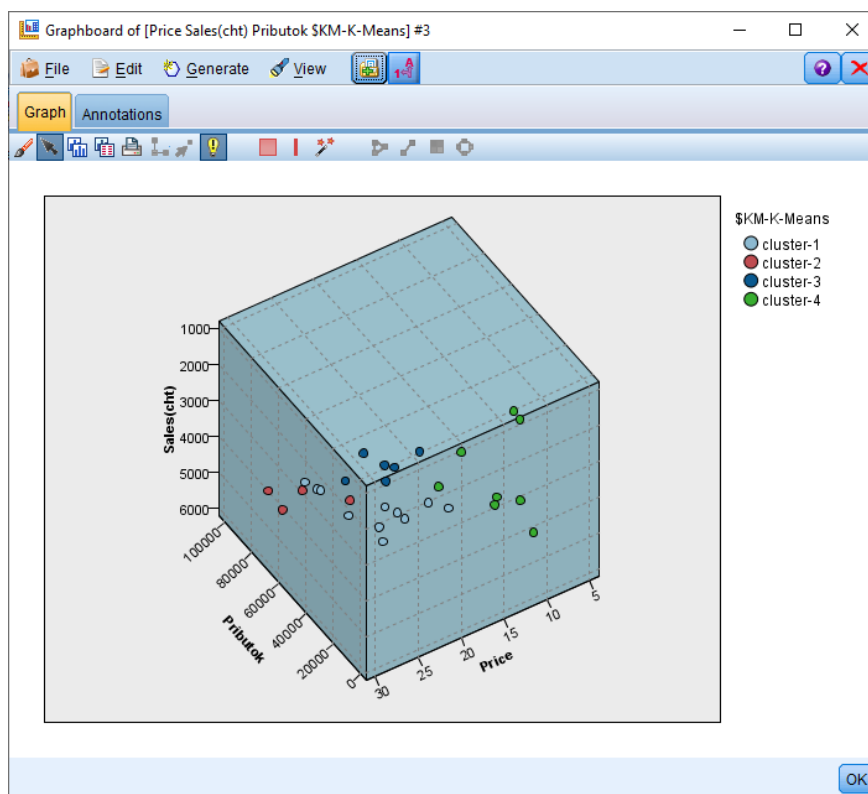 Graphboard of [Price Sales(cht) Pributok $KM-K-Means] #3
File Edit Generate View
Graph Annotations
$KM-K-Means
cluster-1
cluster-2
cluster-3
cluster-4
Sales(cht)
1000
2000
3000
4000
5000
6000
Pributok
100000
80000
60000
40000
20000
0
Price
30
25
20
15
10
5
OK